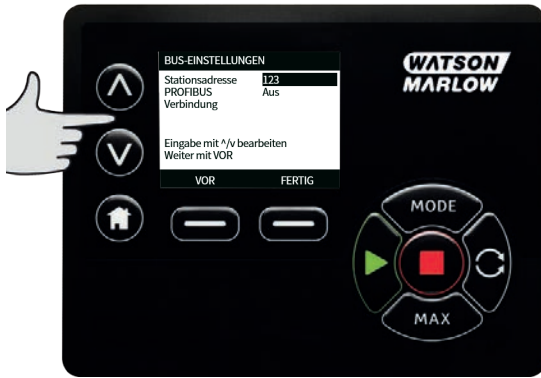 BUS-EINSTELLUNGEN
Stationsadresse 123
PROFIBUS Aus
Verbindung
Eingabe mit ^/v bearbeiten
Weiter mit VOR
VOR FERTIG
WATSON
MARLOW
MODE
MAX